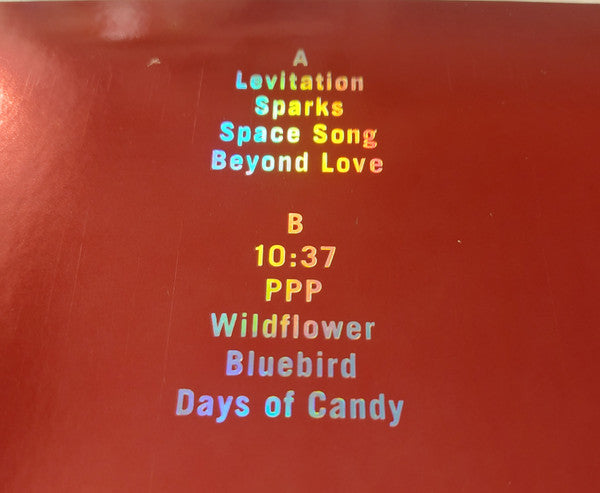 A
Levitation
Sparks
Space Song
Beyond Love
B
10:37
PPP
Wildflower
Bluebird
Days of Candy